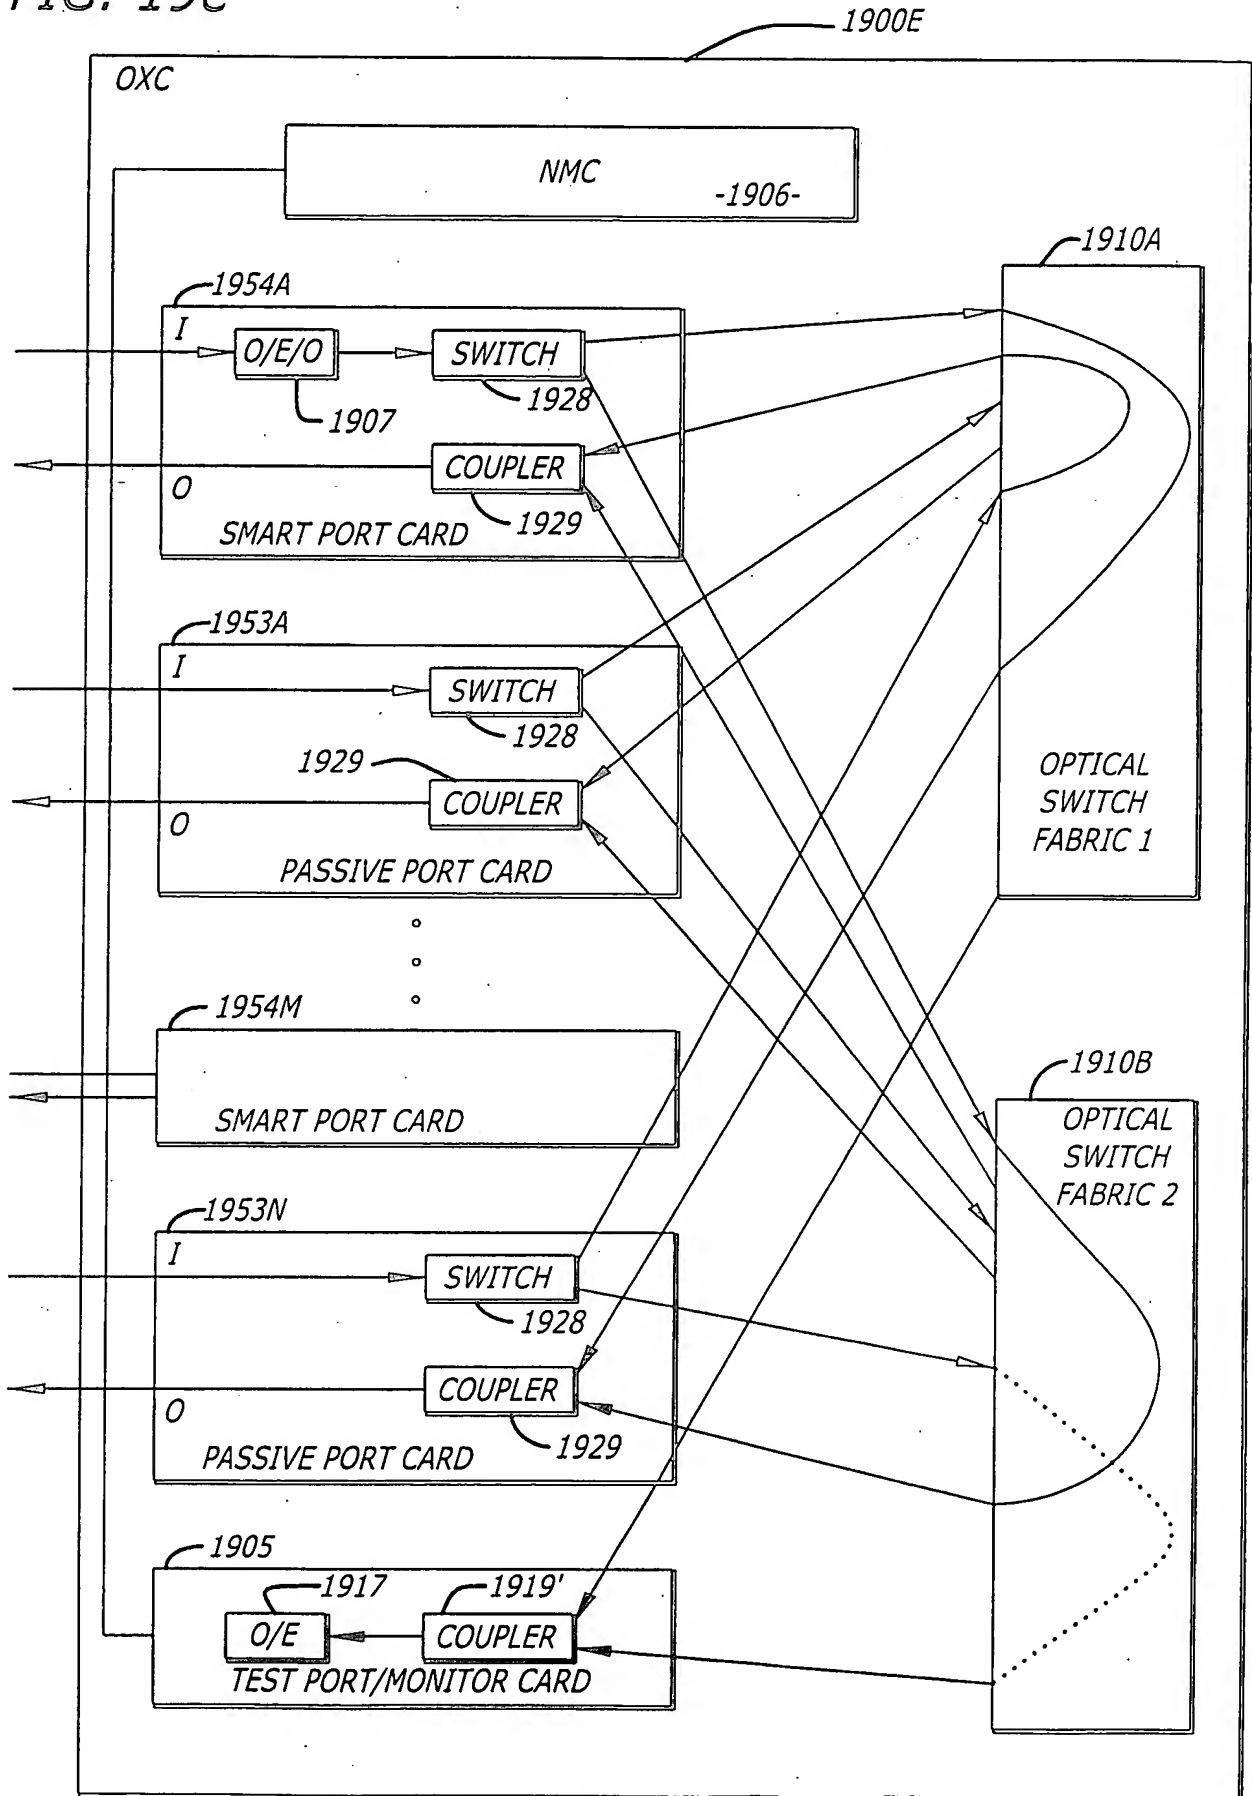 FIG. 19E
1900E
OXC
NMC
-1906-
1910A
1954A
I
O/E/O
SWITCH
1928
1907
COUPLER
O
1929
SMART PORT CARD
1953A
I
SWITCH
1928
1929
COUPLER
O
PASSIVE PORT CARD
OPTICAL
SWITCH
FABRIC 1
1954M
SMART PORT CARD
1910B
OPTICAL
SWITCH
FABRIC 2
1953N
I
SWITCH
1928
COUPLER
O
1929
PASSIVE PORT CARD
1905
1917
1919'
O/E
COUPLER
TEST PORT/MONITOR CARD